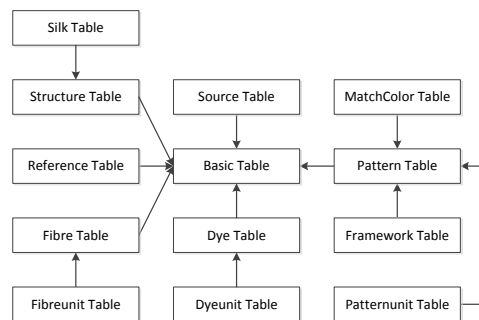 Silk Table
Structure Table
Source Table
MatchColor Table
Reference Table
Basic Table
Pattern Table
Fibre Table
Dye Table
Framework Table
Fibreunit Table
Dyeunit Table
Patternunit Table